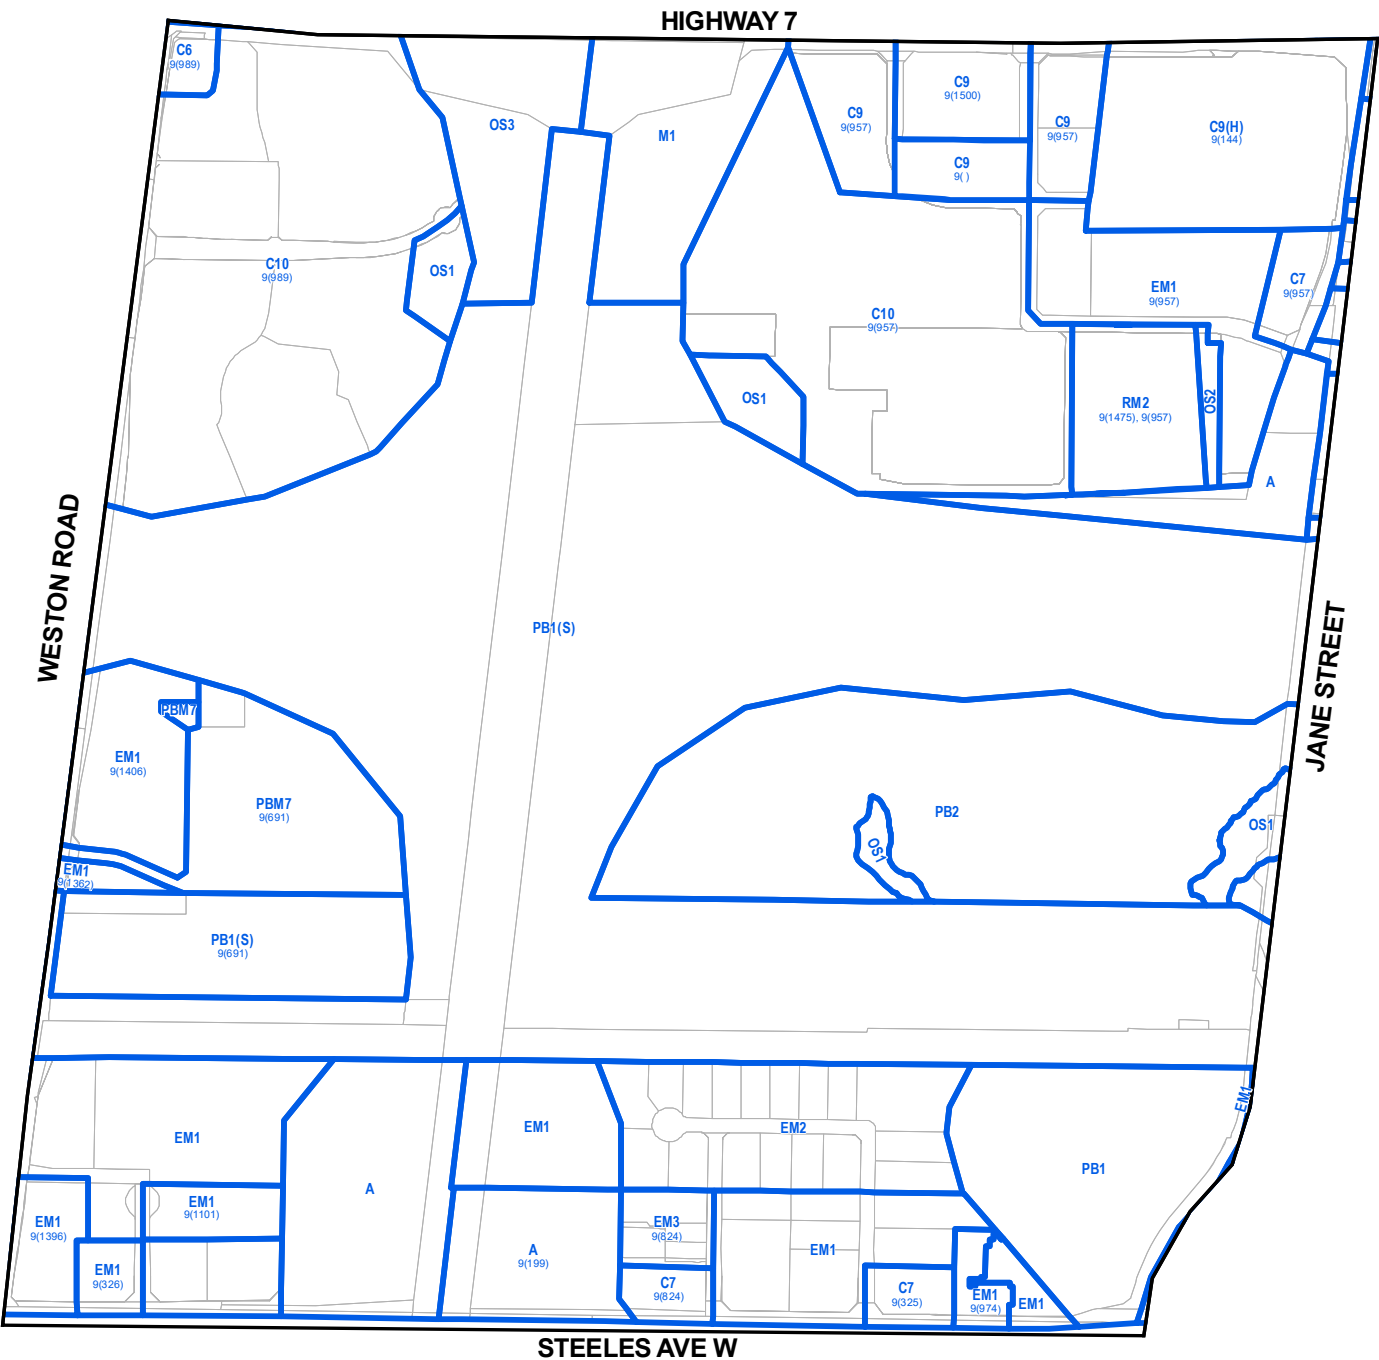 HIGHWAY 7
C6
9(989)
OS3
M1
C9
9(957)
C9
9(1500)
C9
9( )
C9
9(957)
C9(H)
9(144)
C10
9(989)
OS1
C10
9(957)
EM1
9(957)
C7
9(957)
OS1
RM2
9(1475), 9(957)
OS2
A
WESTON ROAD
PB1(S)
JANE STREET
PBM7
EM1
9(1406)
PBM7
9(691)
PB2
OS1
OS1
EM1
9(1362)
PB1(S)
9(691)
EM1
EM1
EM1
EM2
PB1
A
EM1
9(1101)
EM1
9(1396)
EM1
9(326)
A
9(199)
EM3
9(824)
C7
9(824)
EM1
C7
9(325)
EM1
9(974)
EM1
STEELES AVE W